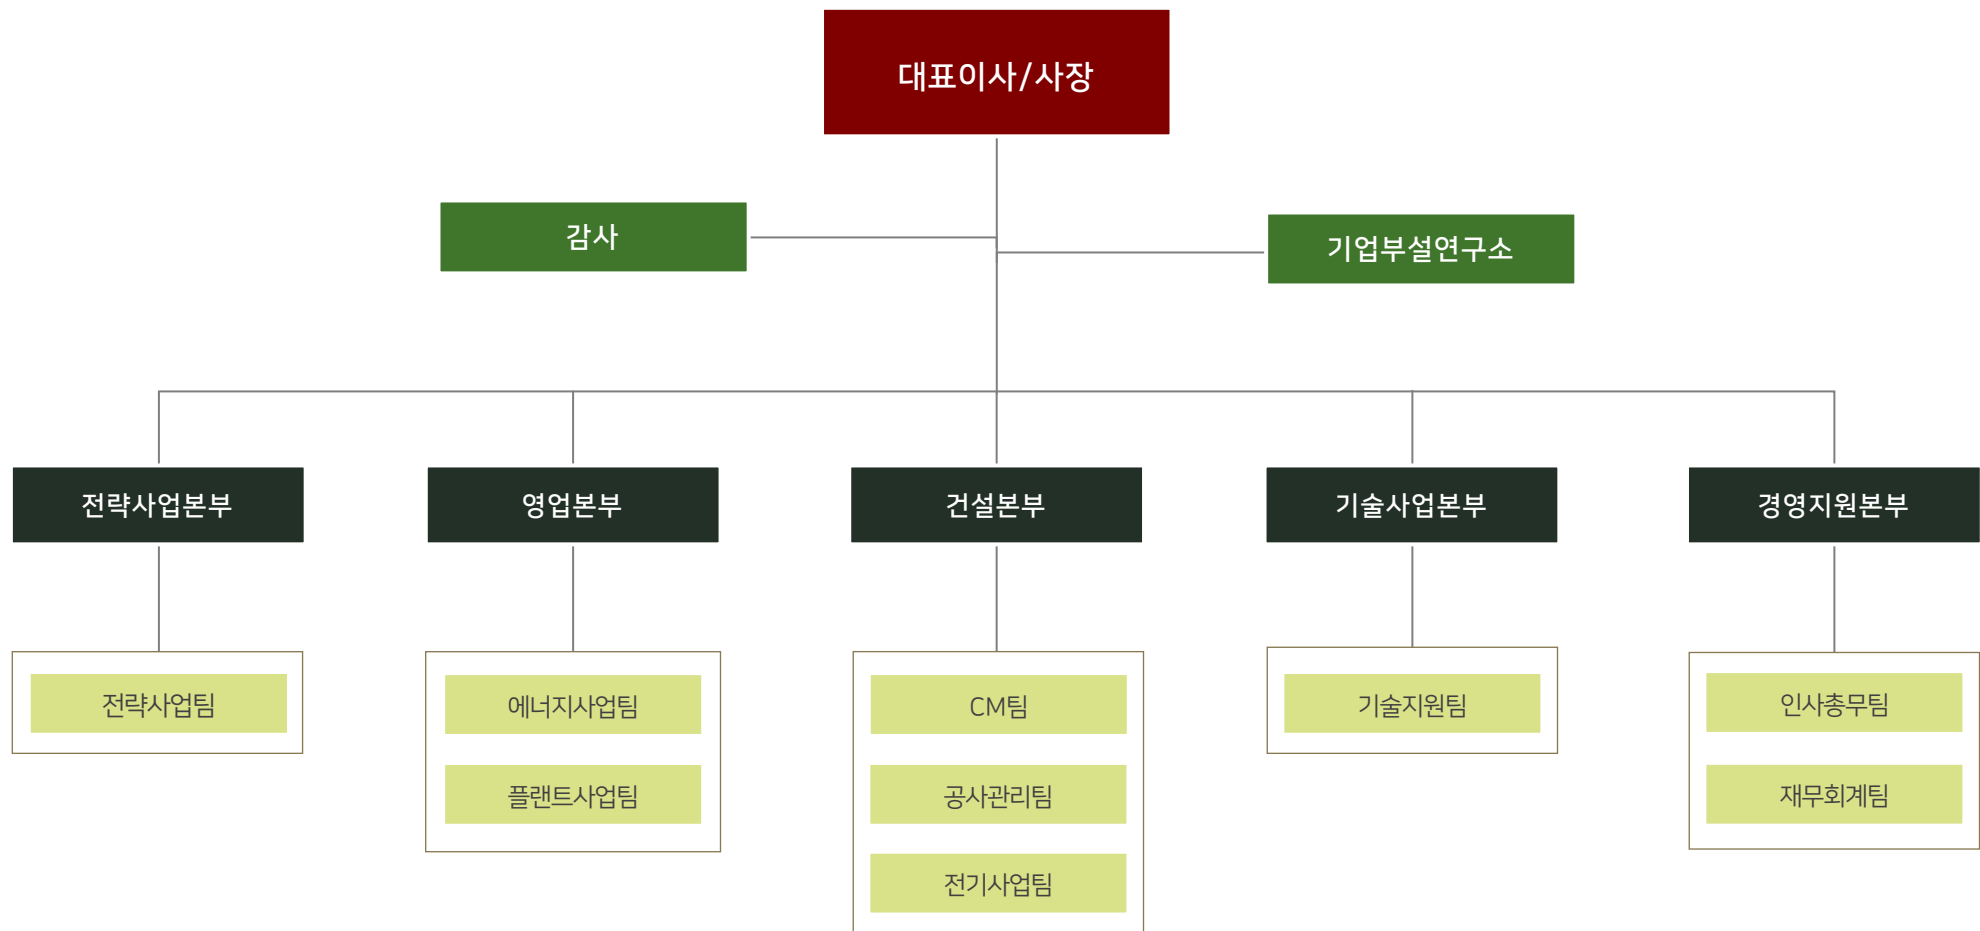 대표이사/사장
감사
기업부설연구소
전략사업본부
영업본부
건설본부
기술사업본부
경영지원본부
전략사업팀
에너지사업팀
플랜트사업팀
CM팀
공사관리팀
전기사업팀
기술지원팀
인사총무팀
재무회계팀